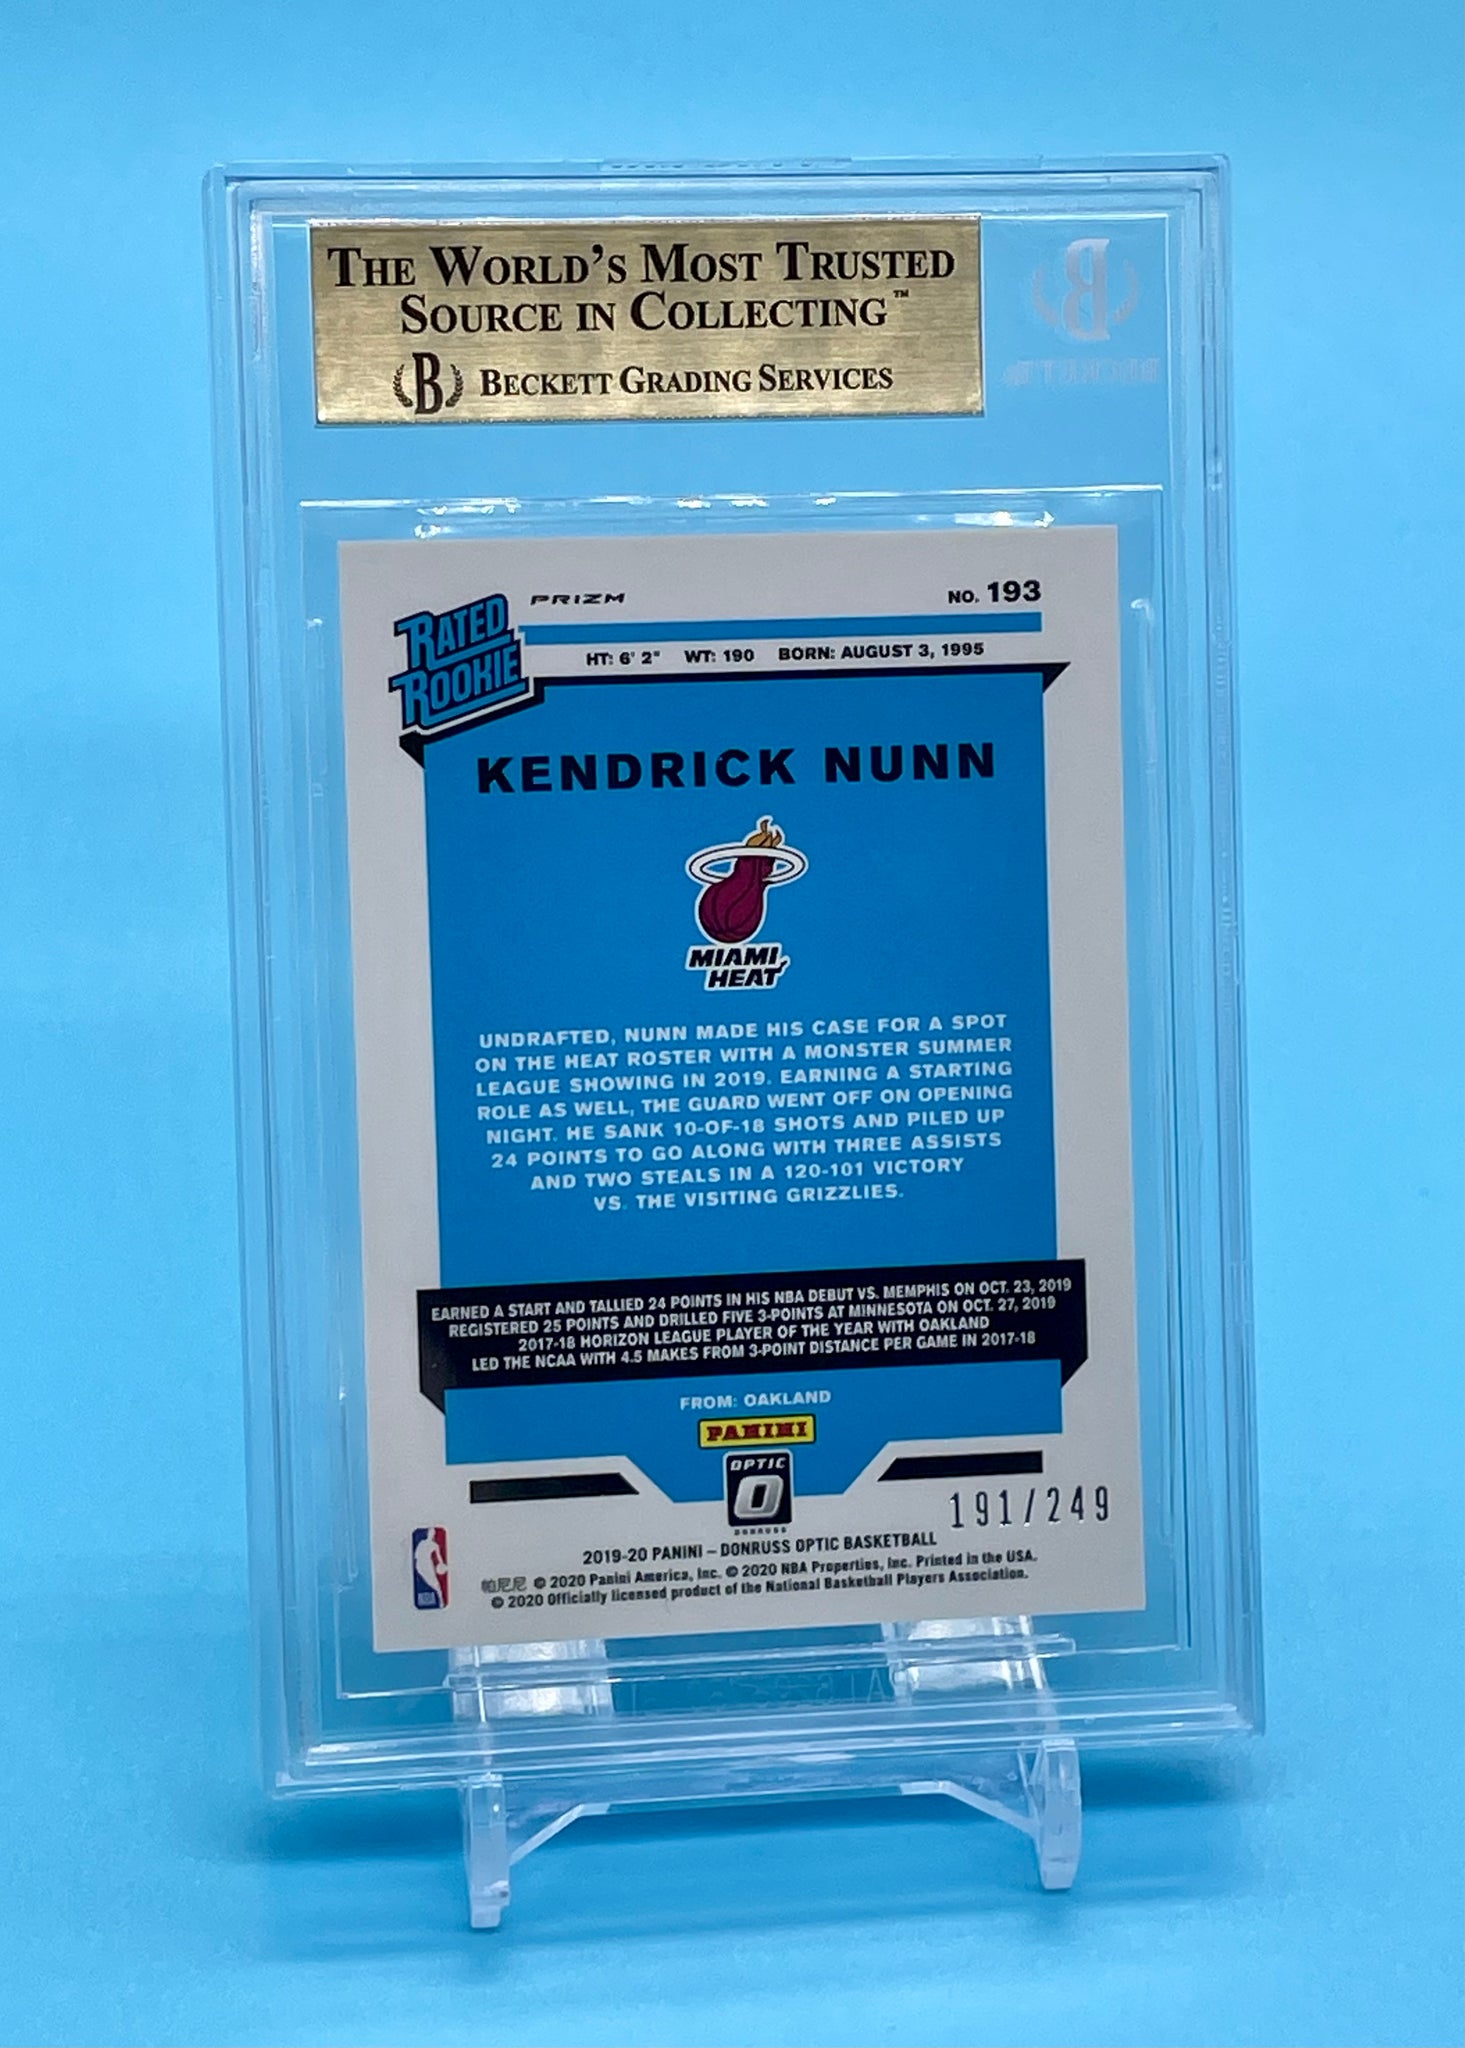 THE WORLD'S MOST TRUSTED
SOURCE IN COLLECTING™
B BECKETT GRADING SERVICES
B
RATED
ROOKIE
PRIZM
NO. 193
HT: 6' 2" WT: 190 BORN: AUGUST 3, 1995
KENDRICK NUNN
MIAMI
HEAT
UNDRAFTED, NUNN MADE HIS CASE FOR A SPOT
ON THE HEAT ROSTER WITH A MONSTER SUMMER
LEAGUE SHOWING IN 2019. EARNING A STARTING
ROLE AS WELL, THE GUARD WENT OFF ON OPENING
NIGHT. HE SANK 10-OF-18 SHOTS AND PILED UP
24 POINTS TO GO ALONG WITH THREE ASSISTS
AND TWO STEALS IN A 120-101 VICTORY
VS. THE VISITING GRIZZLIES.
EARNED A START AND TALLIED 24 POINTS IN HIS NBA DEBUT VS. MEMPHIS ON OCT. 23, 2019
REGISTERED 25 POINTS AND DRILLED FIVE 3-POINTS AT MINNESOTA ON OCT. 27, 2019
2017-18 HORIZON LEAGUE PLAYER OF THE YEAR WITH OAKLAND
LED THE NCAA WITH 4.5 MAKES FROM 3-POINT DISTANCE PER GAME IN 2017-18
FROM: OAKLAND
PANINI
OPTIC
O
DONRUSS
191/249
2019-20 PANINI – DONRUSS OPTIC BASKETBALL
帕尼尼 © 2020 Panini America, Inc. © 2020 NBA Properties, Inc. Printed in the USA.
© 2020 Officially licensed product of the National Basketball Players Association.
NBA